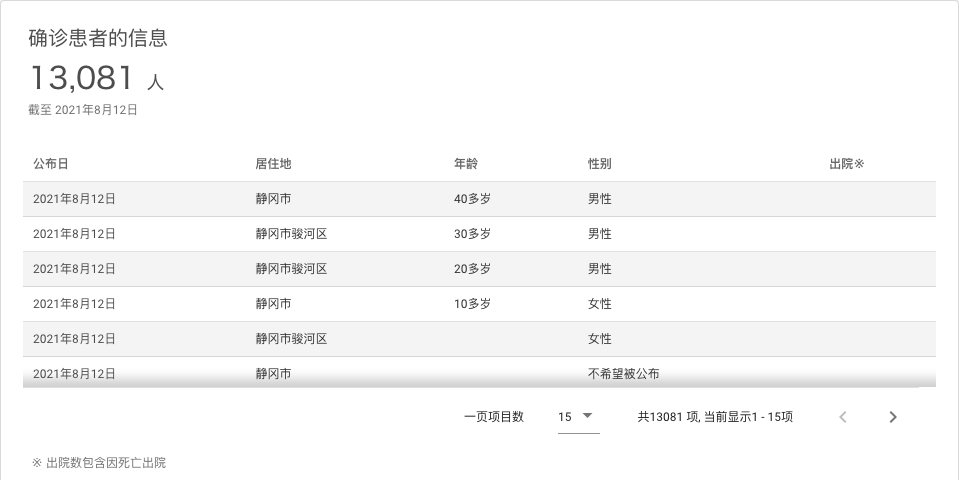 确诊患者的信息
13,081 人
截至 2021年8月12日
公布日 居住地 年龄 性别 出院※
2021年8月12日 静冈市 40多岁 男性
2021年8月12日 静冈市骏河区 30多岁 男性
2021年8月12日 静冈市骏河区 20多岁 男性
2021年8月12日 静冈市 10多岁 女性
2021年8月12日 静冈市骏河区 女性
2021年8月12日 静冈市 不希望被公布
一页项目数 15 共13081 项, 当前显示1 - 15项
※ 出院数包含因死亡出院